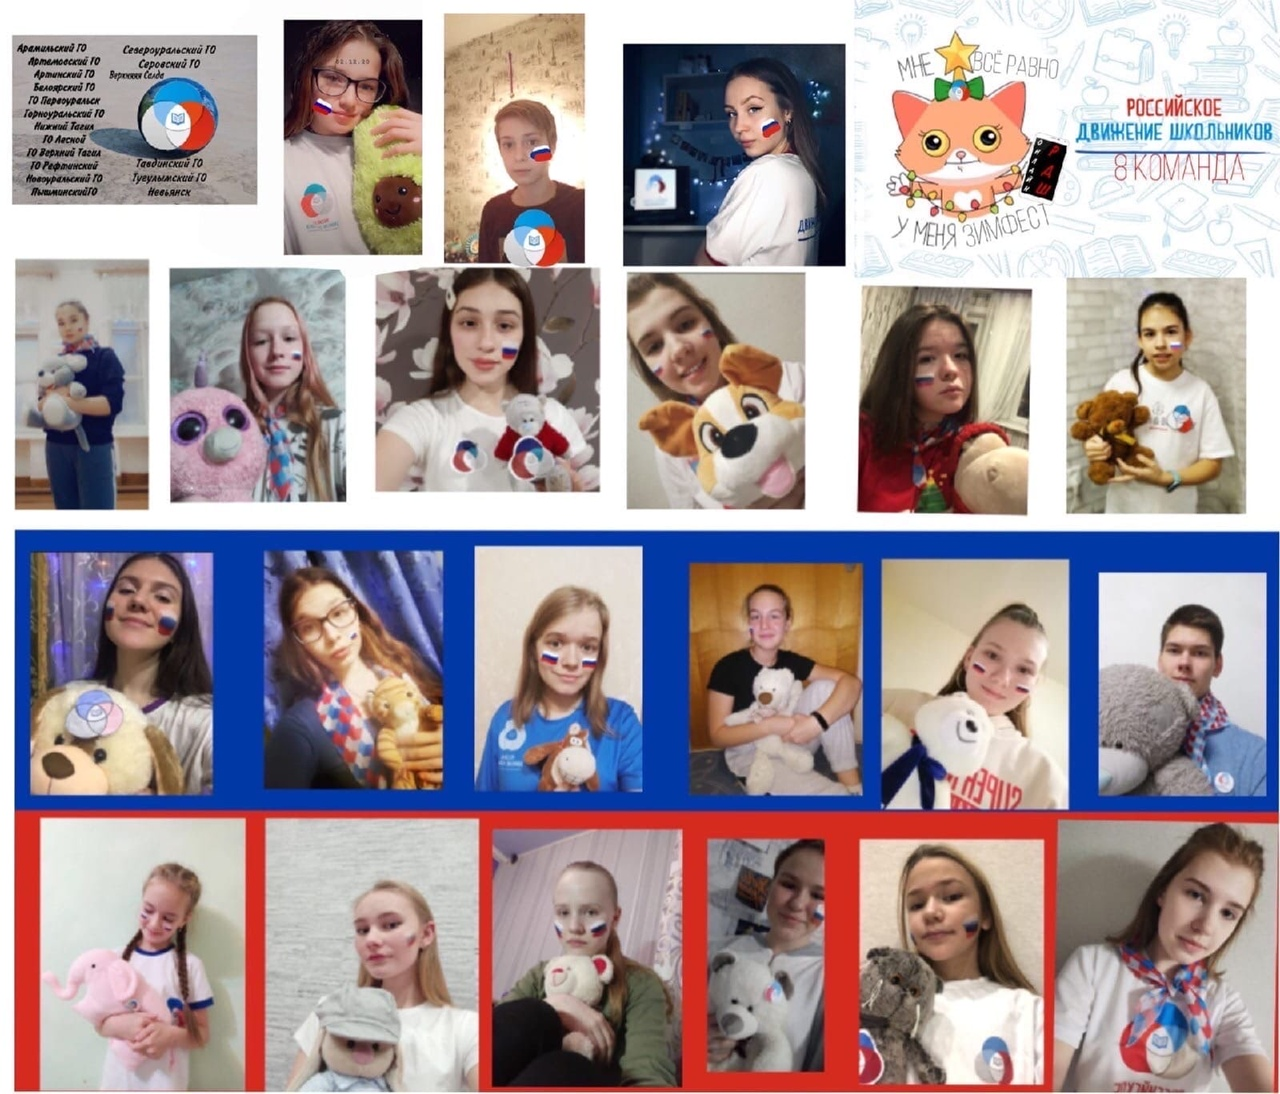 Арамильский ГО
Артемовский ГО
Артинский ГО
Белоярский ГО
ГО Первоуральск
Горноуральский ГО
Нижний Тагил
ГО Лесной
ГО Верхний Тагил
ГО Рефтинский
Новоуральский ГО
Пышминский ГО
Североуральский ГО
Серовский ГО
Верхняя Салда
Тавдинский ГО
Тугулымский ГО
Невьянск
МНЕ ВСЁ РАВНО
ОНЛАЙН
РДШ
У МЕНЯ ЗИМФЕСТ
РОССИЙСКОЕ
ДВИЖЕНИЕ ШКОЛЬНИКОВ
8 КОМАНДА
SUPER